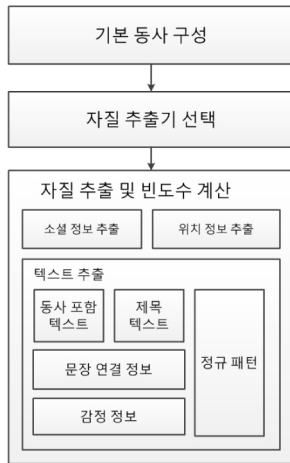 기본 동사 구성
자질 추출기 선택
자질 추출 및 빈도수 계산
소셜 정보 추출
위치 정보 추출
텍스트 추출
동사 포함
텍스트
제목
텍스트
정규 패턴
문장 연결 정보
감정 정보